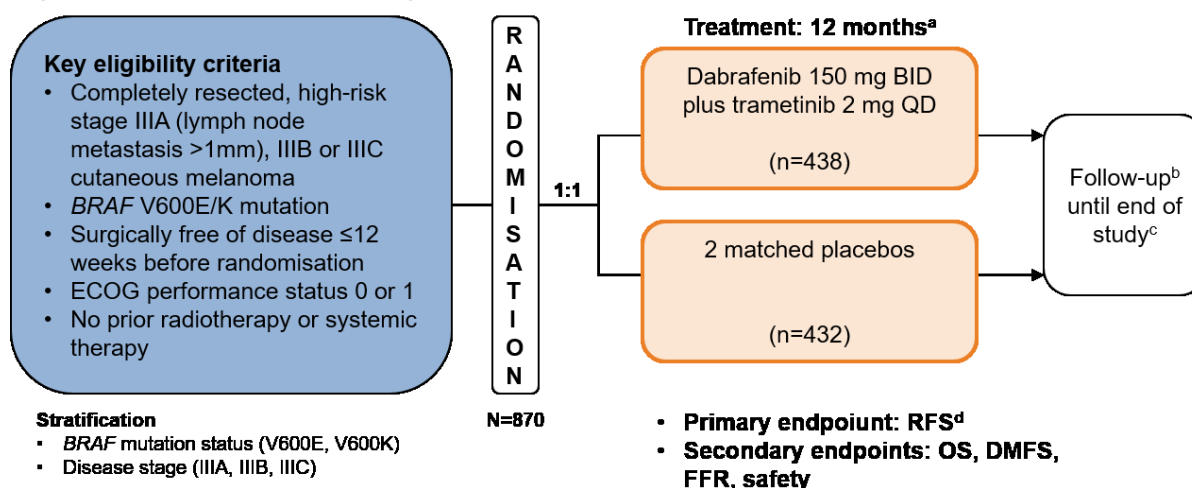 Key eligibility criteria
• Completely resected, high-risk
stage IIIA (lymph node
metastasis >1mm), IIIB or IIIC
cutaneous melanoma
• BRAF V600E/K mutation
• Surgically free of disease ≤12
weeks before randomisation
• ECOG performance status 0 or 1
• No prior radiotherapy or systemic
therapy
Stratification
▪ BRAF mutation status (V600E, V600K)
▪ Disease stage (IIIA, IIIB, IIIC)
RANDOMISATION
N=870
1:1
Treatment: 12 monthsᵃ
Dabrafenib 150 mg BID
plus trametinib 2 mg QD
(n=438)
2 matched placebos
(n=432)
Follow-upᵇ
until end of
studyᶜ
• Primary endpoiunt: RFSᵈ
• Secondary endpoints: OS, DMFS,
FFR, safety